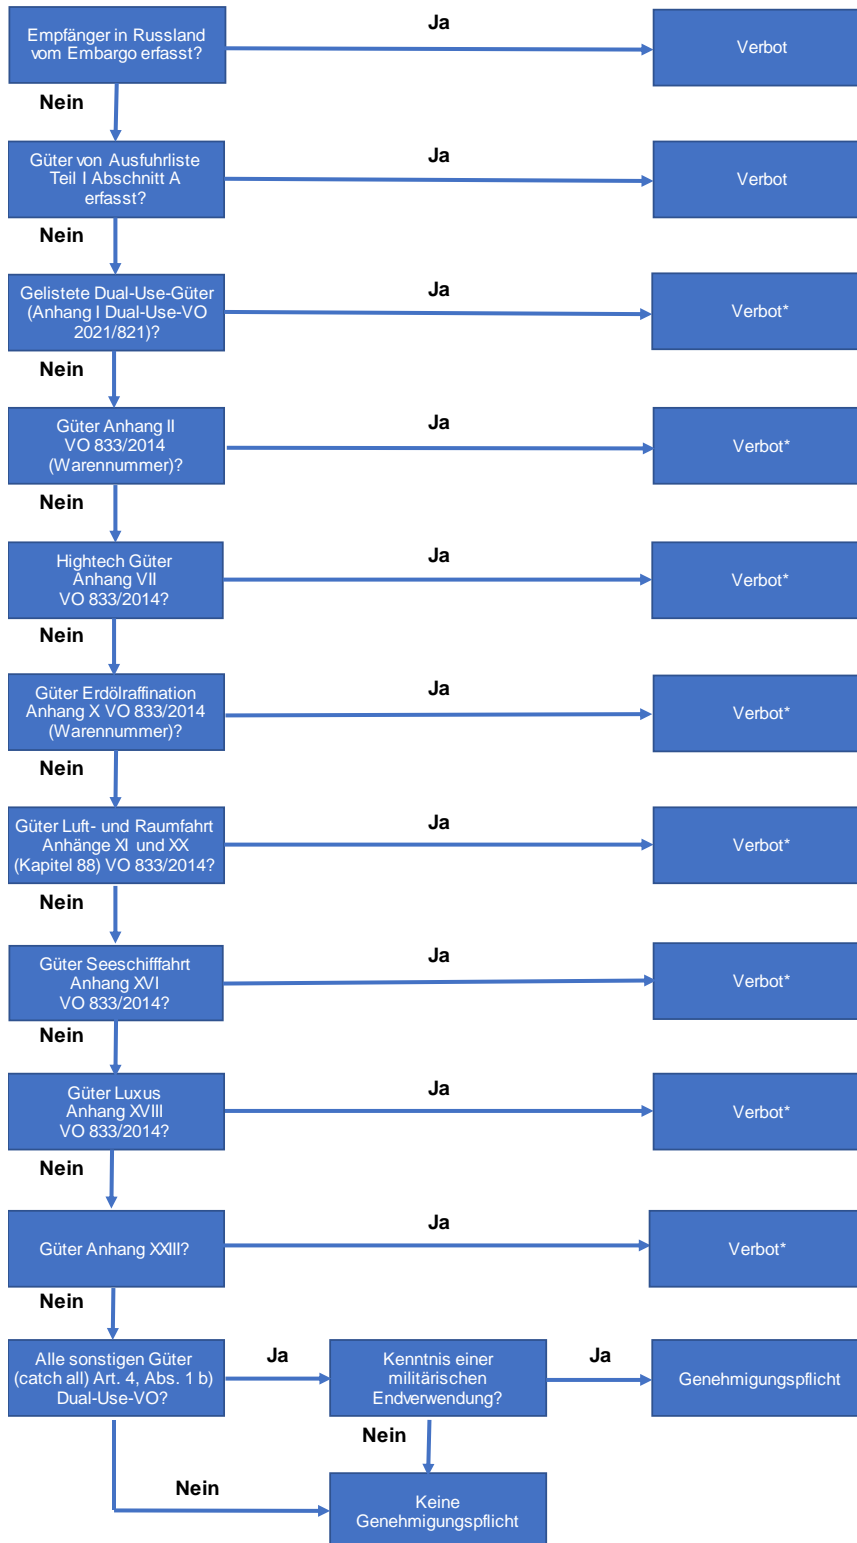 Empfänger in Russland
vom Embargo erfasst?
Ja
Verbot
Nein
Güter von Ausfuhrliste
Teil I Abschnitt A
erfasst?
Ja
Verbot
Nein
Gelistete Dual-Use-Güter
(Anhang I Dual-Use-VO
2021/821)?
Ja
Verbot*
Nein
Güter Anhang II
VO 833/2014
(Warennummer)?
Ja
Verbot*
Nein
Hightech Güter
Anhang VII
VO 833/2014?
Ja
Verbot*
Nein
Güter Erdölraffination
Anhang X VO 833/2014
(Warennummer)?
Ja
Verbot*
Nein
Güter Luft- und Raumfahrt
Anhänge XI und XX
(Kapitel 88) VO 833/2014?
Ja
Verbot*
Nein
Güter Seeschifffahrt
Anhang XVI
VO 833/2014?
Ja
Verbot*
Nein
Güter Luxus
Anhang XVIII
VO 833/2014?
Ja
Verbot*
Nein
Güter Anhang XXIII?
Ja
Verbot*
Nein
Alle sonstigen Güter
(catch all) Art. 4, Abs. 1 b)
Dual-Use-VO?
Ja
Kenntnis einer
militärischen
Endverwendung?
Ja
Genehmigungspflicht
Nein
Nein
Keine
Genehmigungspflicht